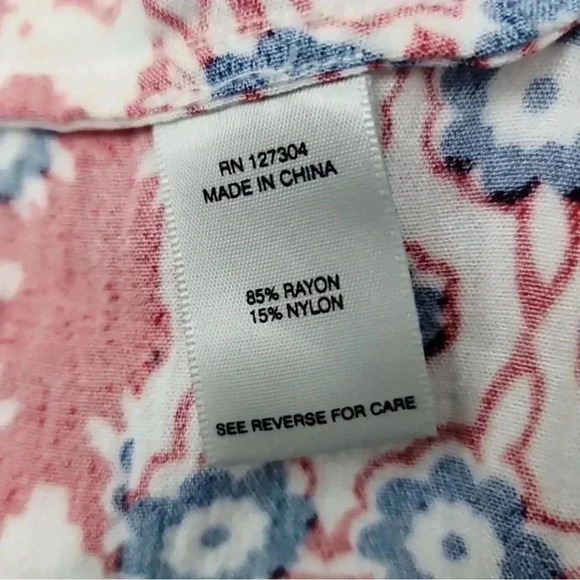 RN 127304
MADE IN CHINA
85% RAYON
15% NYLON
SEE REVERSE FOR CARE